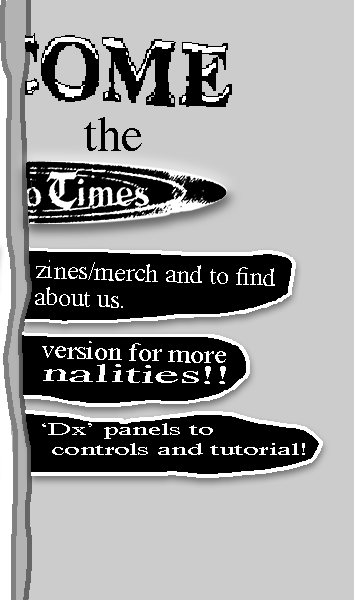 COME
the
o Times
zines/merch and to find
about us.
version for more
nalities!!
‘Dx’ panels to
controls and tutorial!